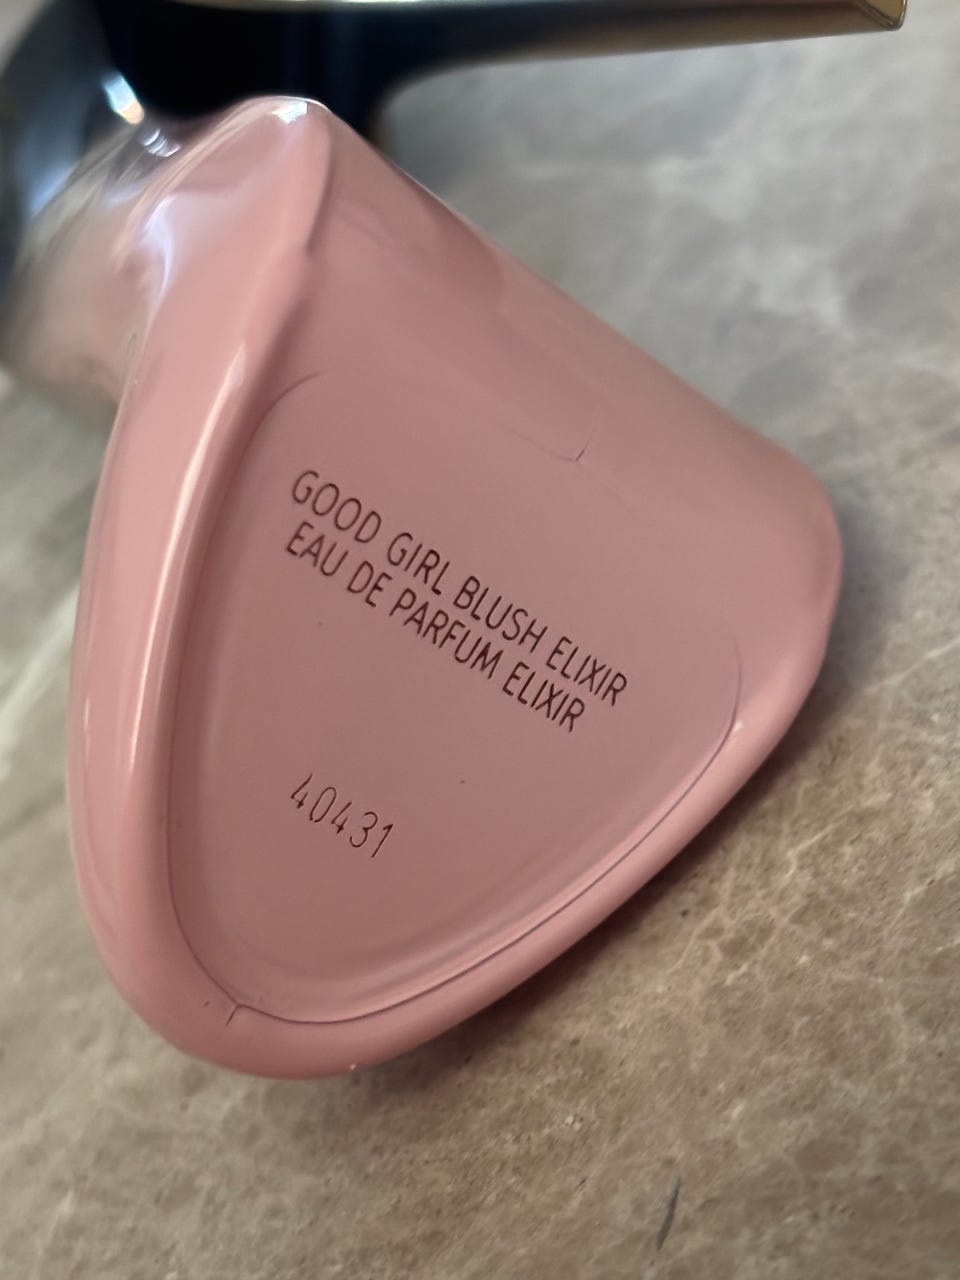 GOOD GIRL BLUSH ELIXIR
EAU DE PARFUM ELIXIR
40431